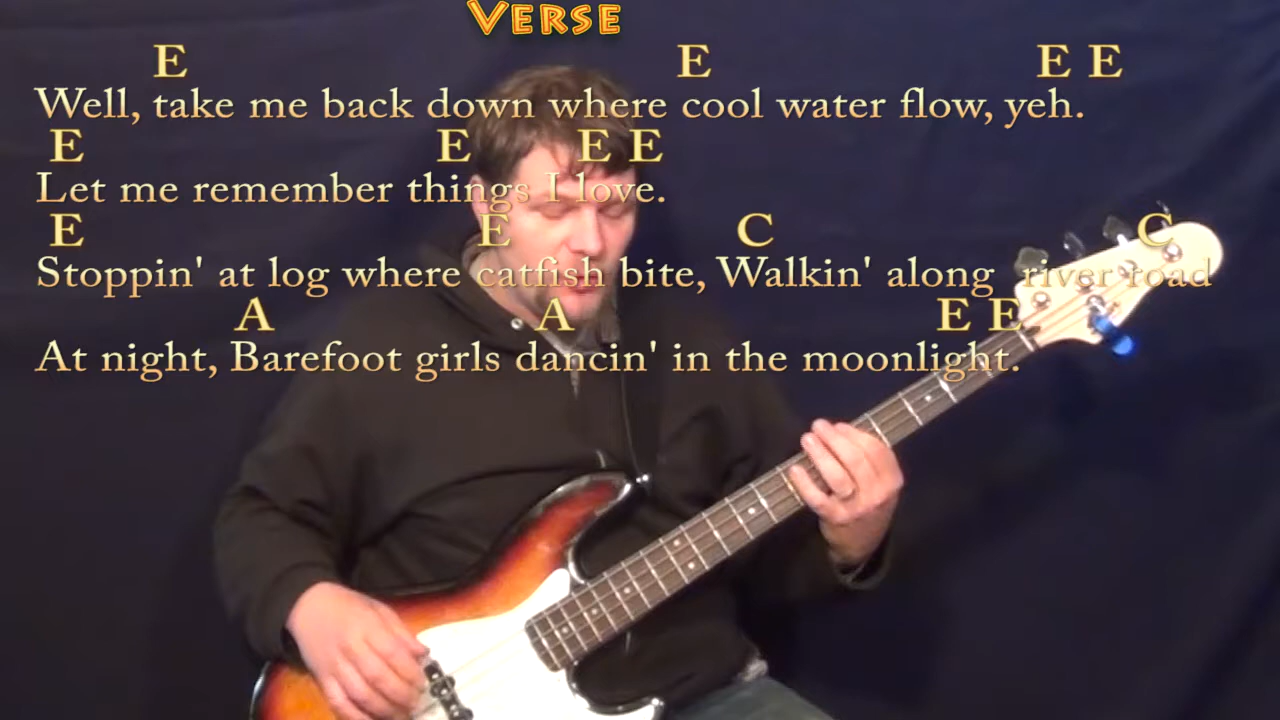 VERSE
E E E E
Well, take me back down where cool water flow, yeh.
E E E E
Let me remember things I love.
E E C C
Stoppin' at log where catfish bite, Walkin' along river road
A A E E
At night, Barefoot girls dancin' in the moonlight.